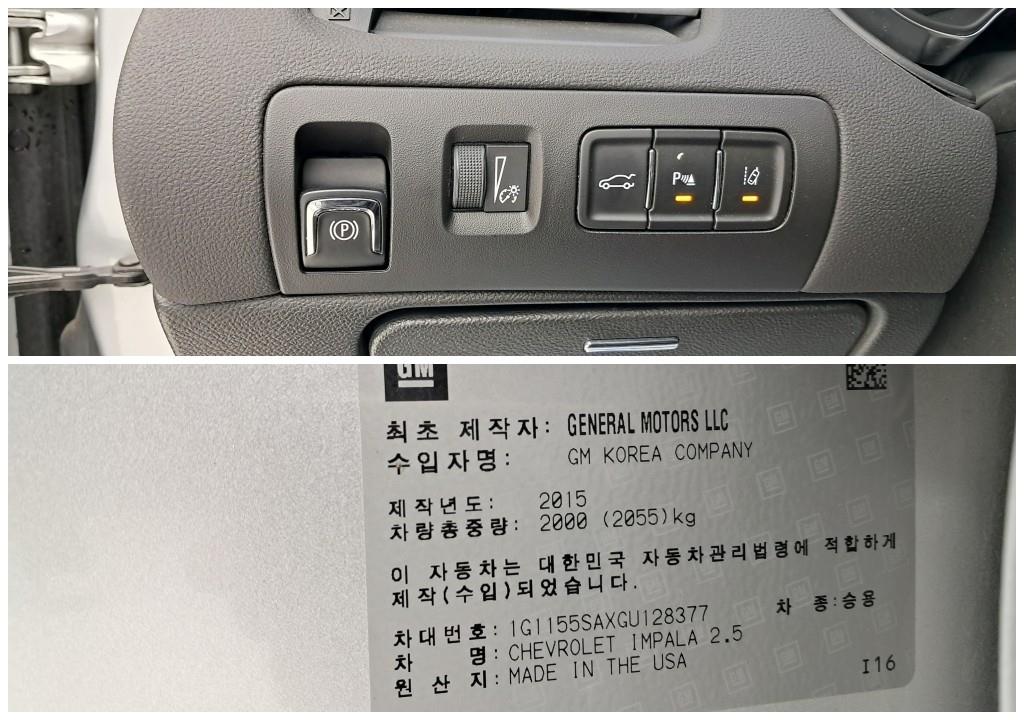 P
P
GM
최초 제작자: GENERAL MOTORS LLC
수입자명: GM KOREA COMPANY
제작년도: 2015
차량총중량: 2000 (2055)kg
이 자동차는 대한민국 자동차관리법령에 적합하게
제작(수입)되었습니다.
차대번호: 1G1155SAXGU128377 차 종:승용
차 명: CHEVROLET IMPALA 2.5
원 산 지: MADE IN THE USA
I16